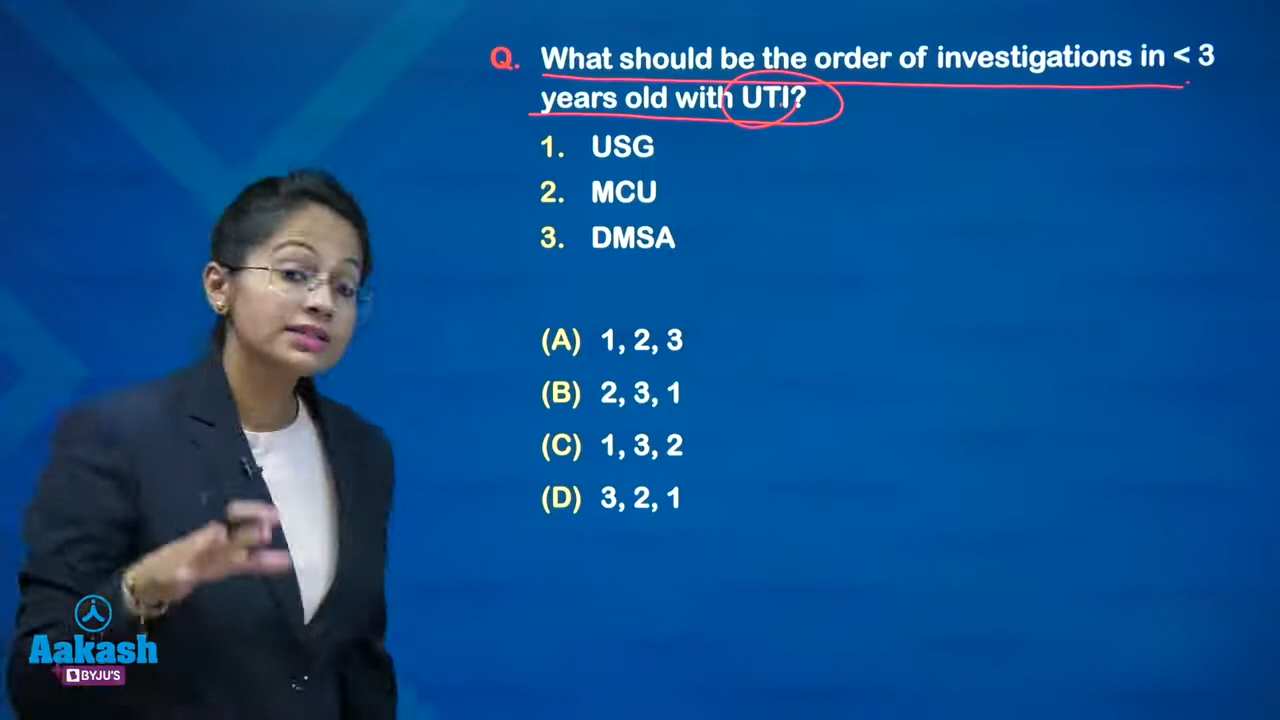 Q. What should be the order of investigations in < 3
years old with UTI?
1. USG
2. MCU
3. DMSA
(A) 1, 2, 3
(B) 2, 3, 1
(C) 1, 3, 2
(D) 3, 2, 1
Aakash
BYJU'S